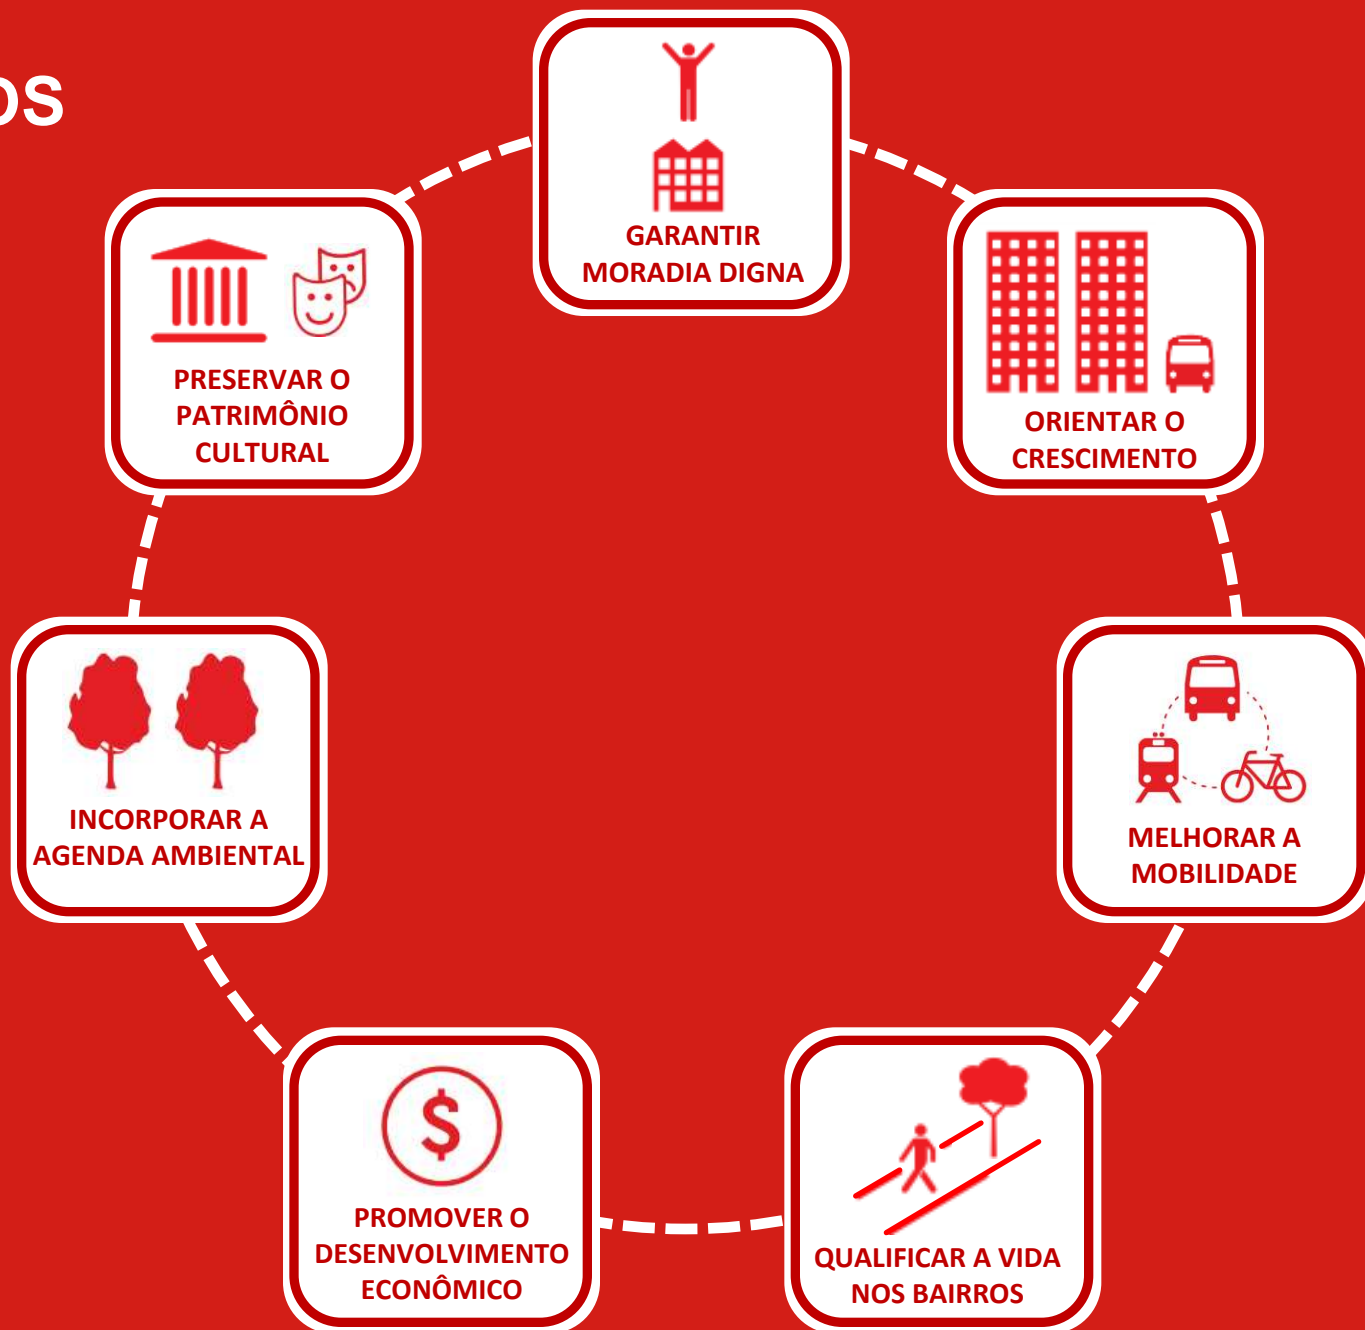 OS
GARANTIR
MORADIA DIGNA
ORIENTAR O
CRESCIMENTO
MELHORAR A
MOBILIDADE
QUALIFICAR A VIDA
NOS BAIRROS
PROMOVER O
DESENVOLVIMENTO
ECONÔMICO
$
INCORPORAR A
AGENDA AMBIENTAL
PRESERVAR O
PATRIMÔNIO
CULTURAL